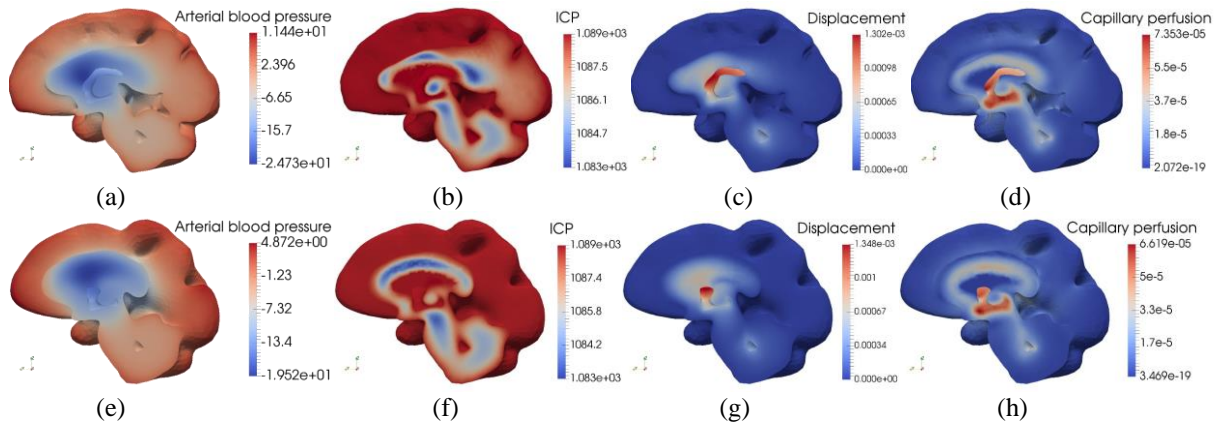 Arterial blood pressure
1.144e+01
2.396
-6.65
-15.7
-2.473e+01
(a)
ICP
1.089e+03
1087.5
1086.1
1084.7
1.083e+03
(b)
Displacement
1.302e-03
0.00098
0.00065
0.00033
0.000e+00
(c)
Capillary perfusion
7.353e-05
5.5e-5
3.7e-5
1.8e-5
2.072e-19
(d)
Arterial blood pressure
4.872e+00
-1.23
-7.32
-13.4
-1.952e+01
(e)
ICP
1.089e+03
1087.4
1085.8
1084.2
1.083e+03
(f)
Displacement
1.348e-03
0.001
0.00067
0.00034
0.000e+00
(g)
Capillary perfusion
6.619e-05
5e-5
3.3e-5
1.7e-5
3.469e-19
(h)